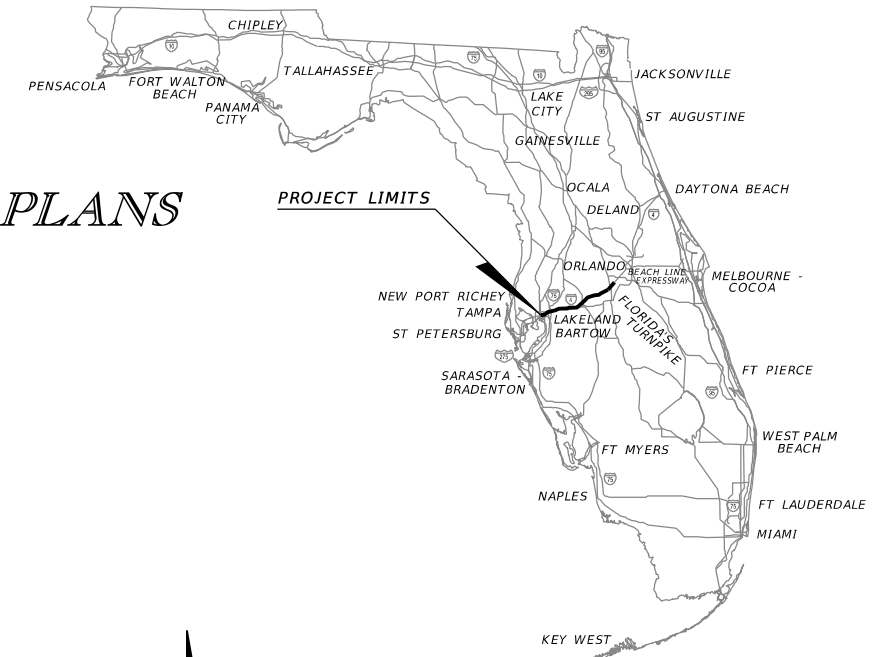 CHIPLEY
10
75
95
PENSACOLA
FORT WALTON
BEACH
TALLAHASSEE
10
JACKSONVILLE
PANAMA
CITY
LAKE
CITY
295
ST AUGUSTINE
GAINESVILLE
PLANS
PROJECT LIMITS
OCALA
DAYTONA BEACH
DELAND
4
ORLANDO
BEACH LINE
EXPRESSWAY
MELBOURNE -
COCOA
NEW PORT RICHEY
75
4
TAMPA
LAKELAND
BARTOW
FLORIDA'S
TURNPIKE
ST PETERSBURG
275
SARASOTA -
BRADENTON
75
FT PIERCE
95
WEST PALM
BEACH
FT MYERS
75
NAPLES
75
FT LAUDERDALE
MIAMI
KEY WEST